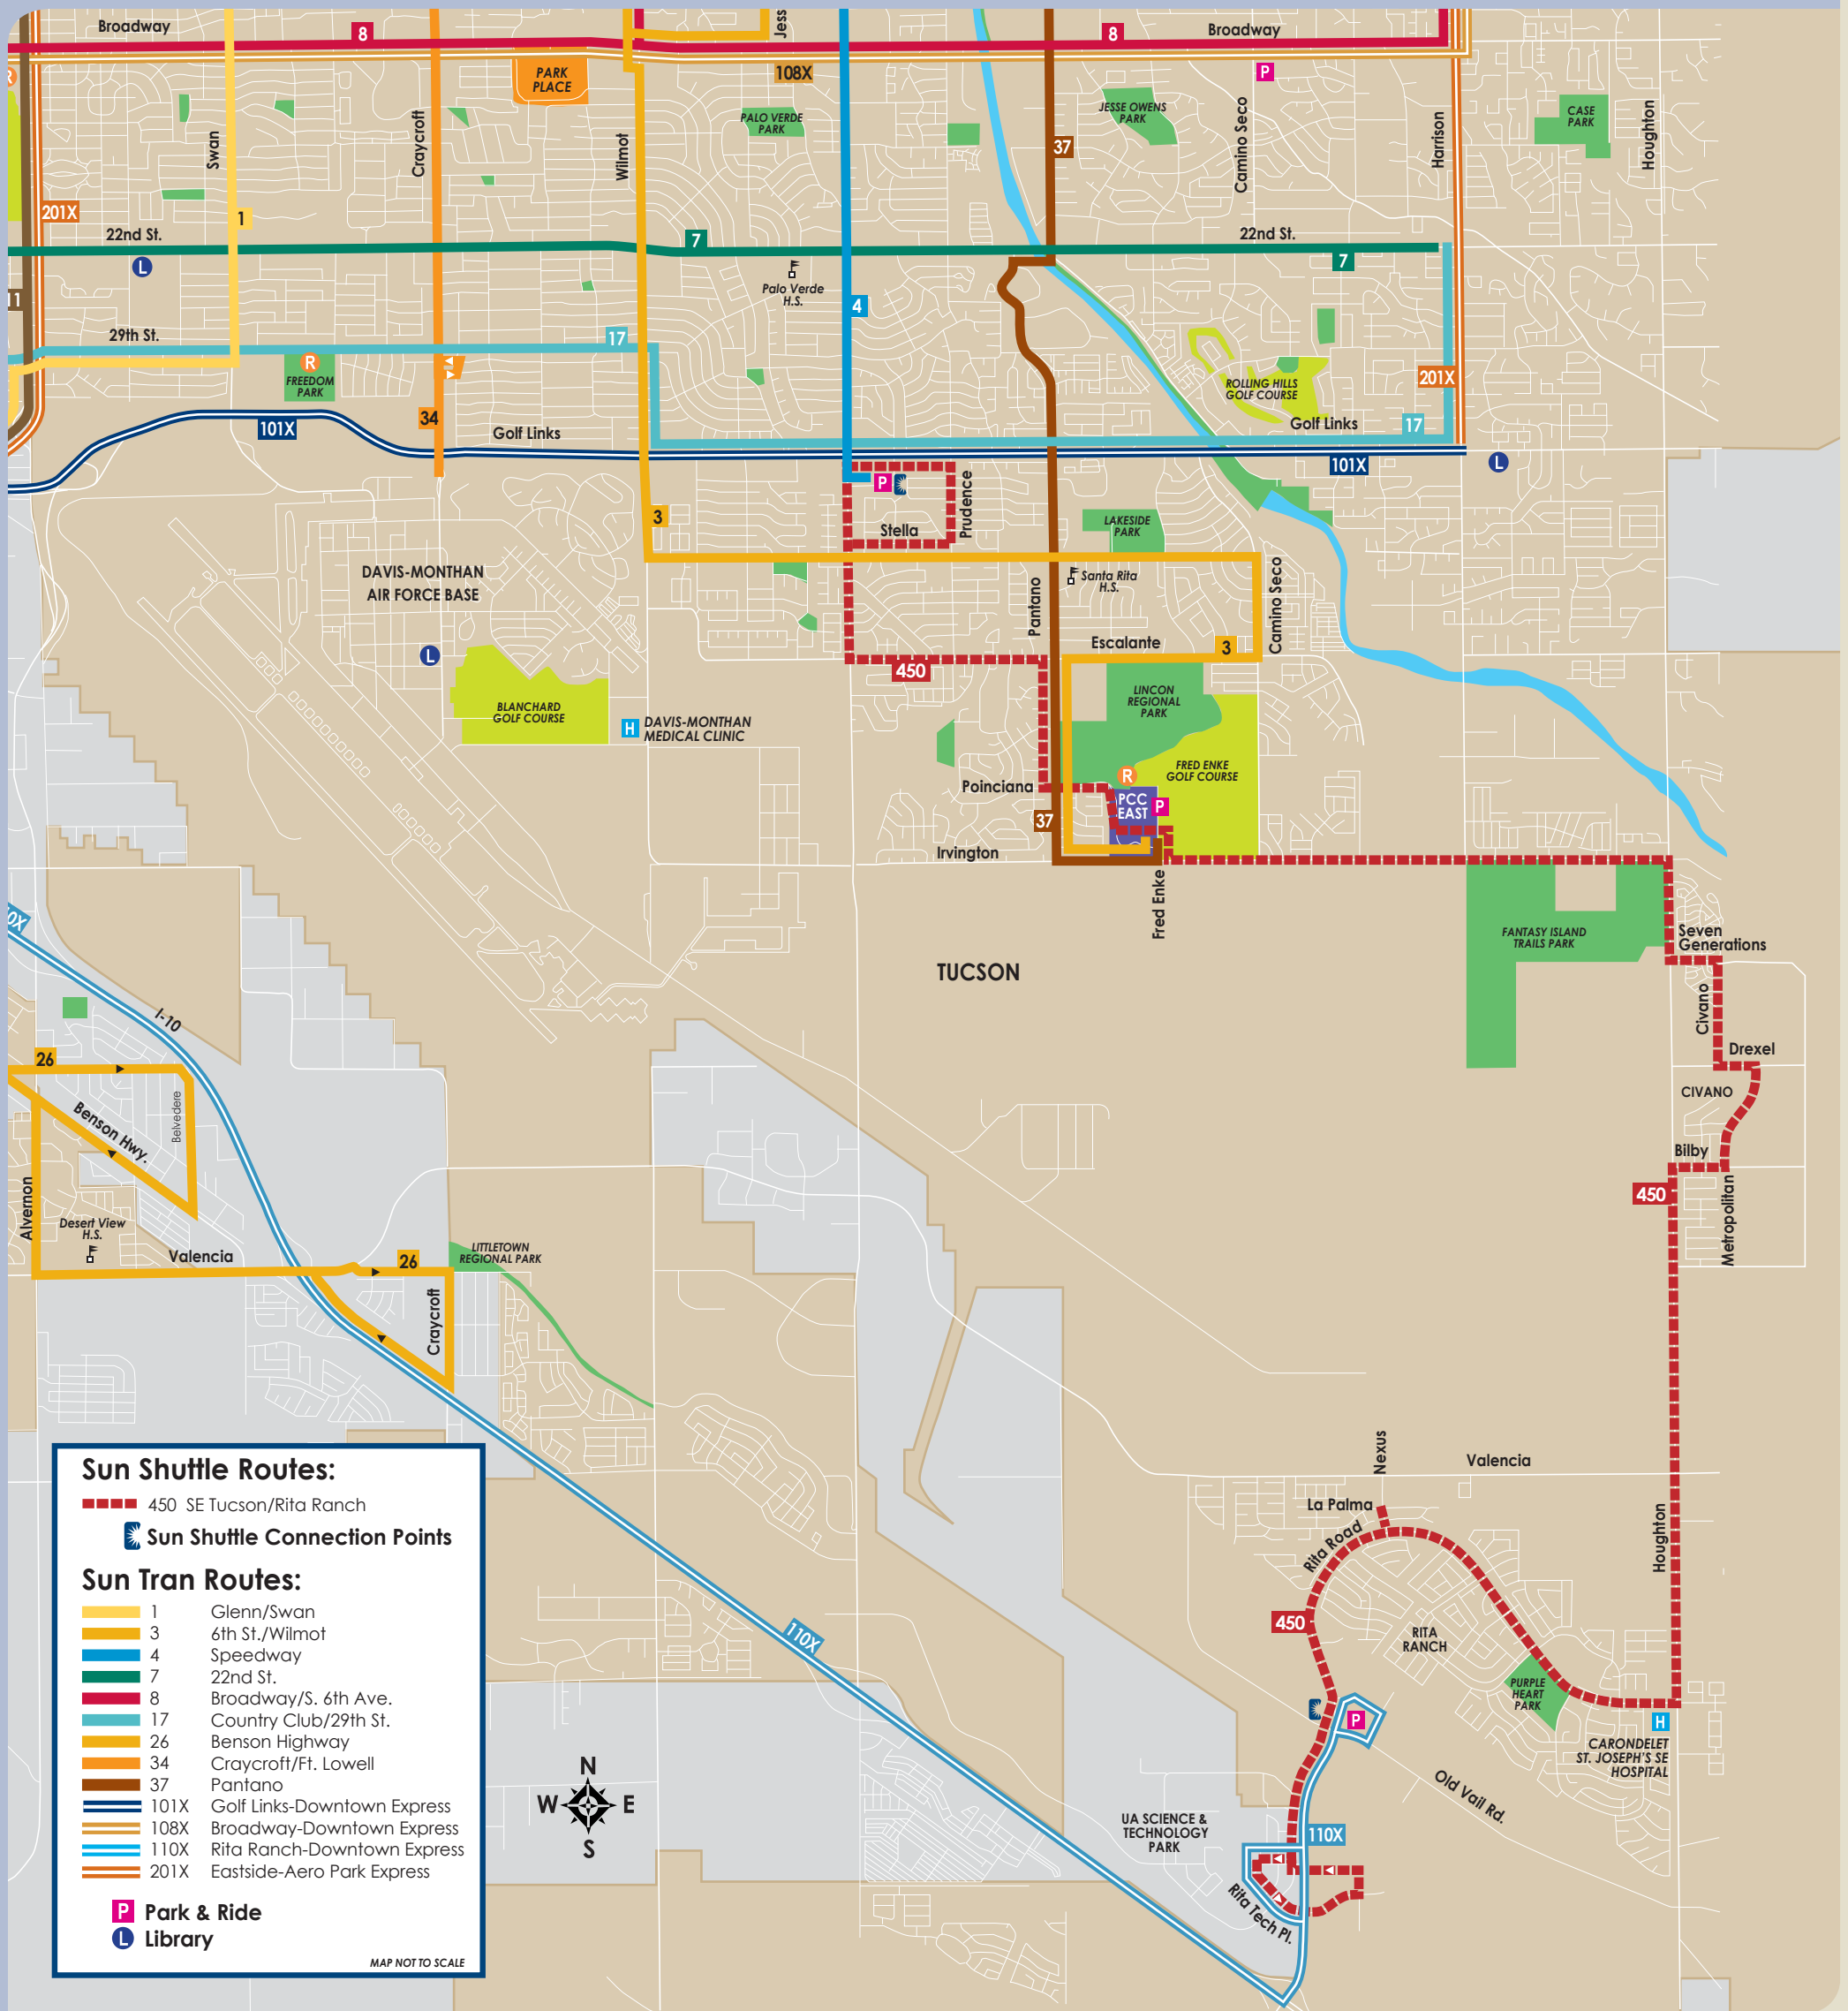 Broadway
8
Jess
8
Broadway
108X
PARK
PLACE
P
R
Swan
Craycroft
Wilmot
PALO VERDE
PARK
JESSE OWENS
PARK
Camino Seco
Harrison
CASE
PARK
Houghton
37
201X
1
22nd St.
7
22nd St.
7
L
Palo Verde
H.S.
11
4
29th St.
17
R
FREEDOM
PARK
34
201X
ROLLING HILLS
GOLF COURSE
101X
Golf Links
Golf Links
17
101X
L
P
Prudence
Stella
3
LAKESIDE
PARK
DAVIS-MONTHAN
AIR FORCE BASE
Santa Rita
H.S.
Pantano
Camino Seco
Escalante
3
L
450
BLANCHARD
GOLF COURSE
H
DAVIS-MONTHAN
MEDICAL CLINIC
LINCON
REGIONAL
PARK
FRED ENKE
GOLF COURSE
R
Poinciana
PCC
EAST
P
37
Irvington
Fred Enke
0X
FANTASY ISLAND
TRAILS PARK
Seven
Generations
TUCSON
Civano
I-10
Drexel
26
CIVANO
Benson Hwy.
Belvedere
Bilby
450
Metropolitan
Alvernon
Desert View
H.S.
Valencia
26
LITTLETOWN
REGIONAL PARK
Craycroft
Nexus
Valencia
La Palma
Rita Road
Houghton
450
RITA
RANCH
110X
PURPLE
HEART
PARK
P
H
CARONDELET
ST. JOSEPH'S SE
HOSPITAL
Old Vail Rd.
UA SCIENCE &
TECHNOLOGY
PARK
110X
Rita Tech Pl.
N
W
E
S
Sun Shuttle Routes:
450 SE Tucson/Rita Ranch
Sun Shuttle Connection Points
Sun Tran Routes:
1 Glenn/Swan
3 6th St./Wilmot
4 Speedway
7 22nd St.
8 Broadway/S. 6th Ave.
17 Country Club/29th St.
26 Benson Highway
34 Craycroft/Ft. Lowell
37 Pantano
101X Golf Links-Downtown Express
108X Broadway-Downtown Express
110X Rita Ranch-Downtown Express
201X Eastside-Aero Park Express
P Park & Ride
L Library
MAP NOT TO SCALE